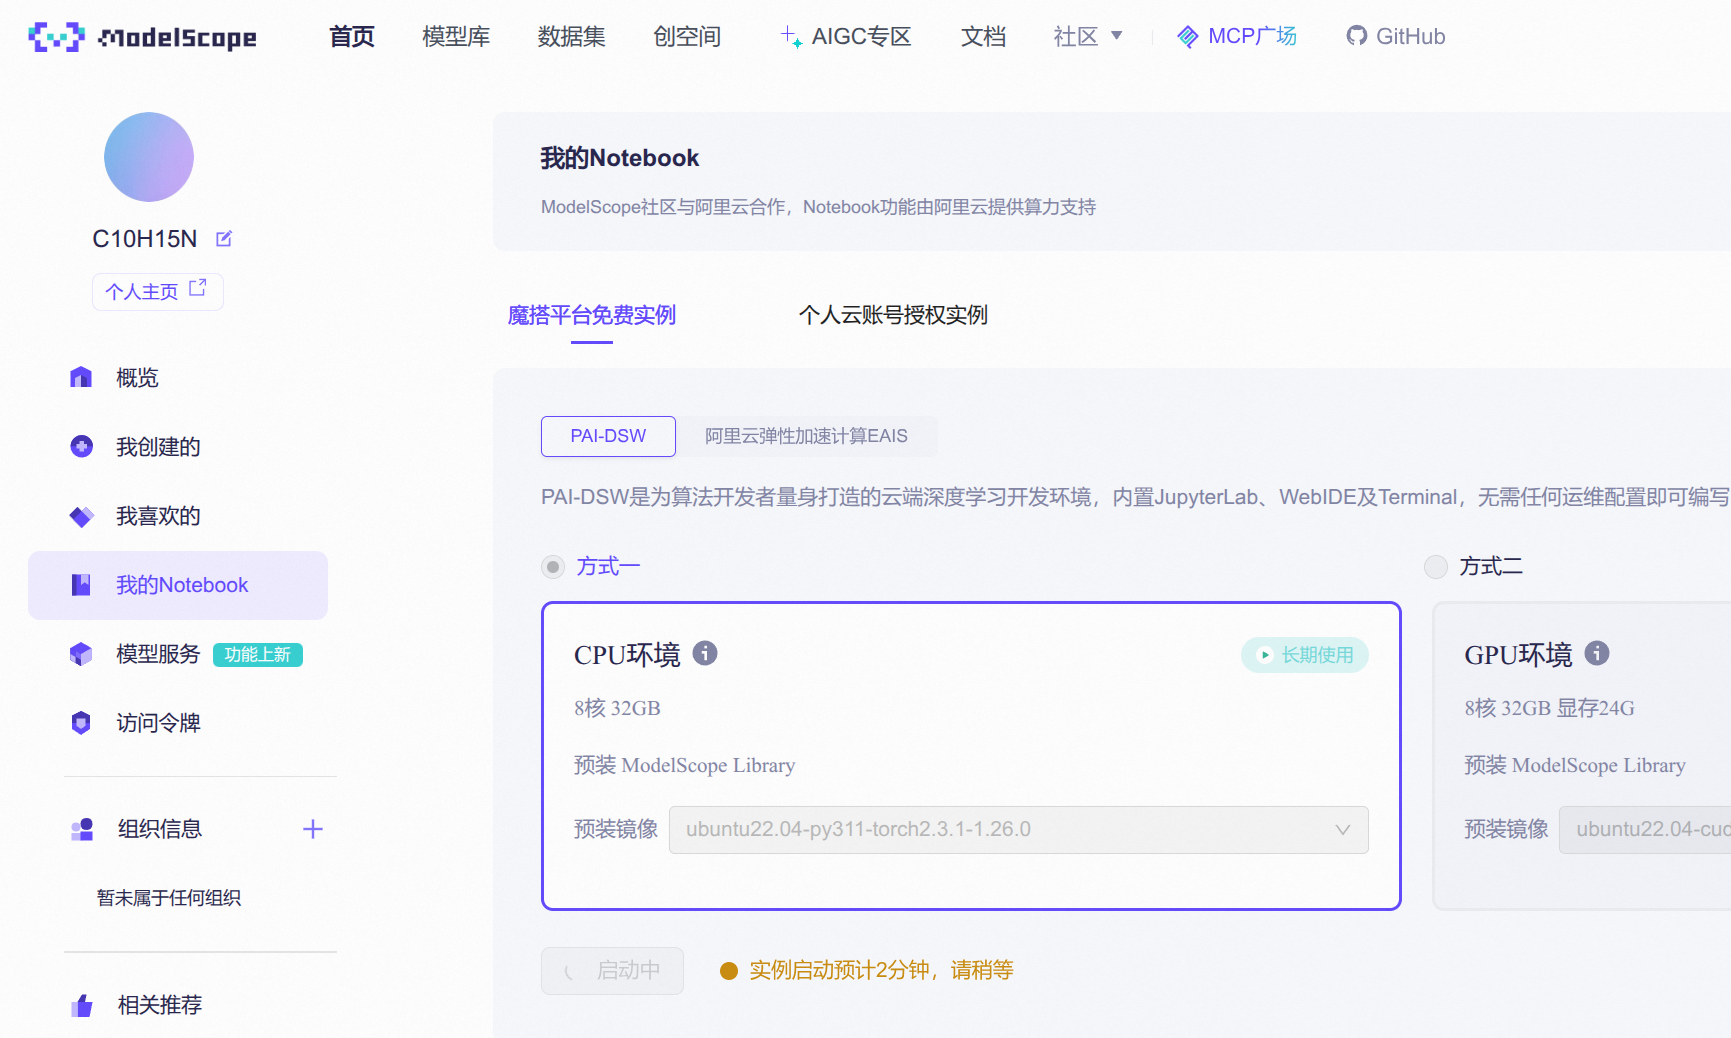 ModelScope
首页
模型库
数据集
创空间
AIGC专区
文档
社区
MCP广场
GitHub
C10H15N
个人主页
概览
我创建的
我喜欢的
我的Notebook
模型服务 功能上新
访问令牌
组织信息
暂未属于任何组织
相关推荐
我的Notebook
ModelScope社区与阿里云合作，Notebook功能由阿里云提供算力支持
魔搭平台免费实例
个人云账号授权实例
PAI-DSW
阿里云弹性加速计算EAIS
PAI-DSW是为算法开发者量身打造的云端深度学习开发环境，内置JupyterLab、WebIDE及Terminal，无需任何运维配置即可编写
方式一
CPU环境
长期使用
8核 32GB
预装 ModelScope Library
预装镜像 ubuntu22.04-py311-torch2.3.1-1.26.0
方式二
GPU环境
8核 32GB 显存24G
预装 ModelScope Library
预装镜像 ubuntu22.04-cu
启动中
实例启动预计2分钟，请稍等